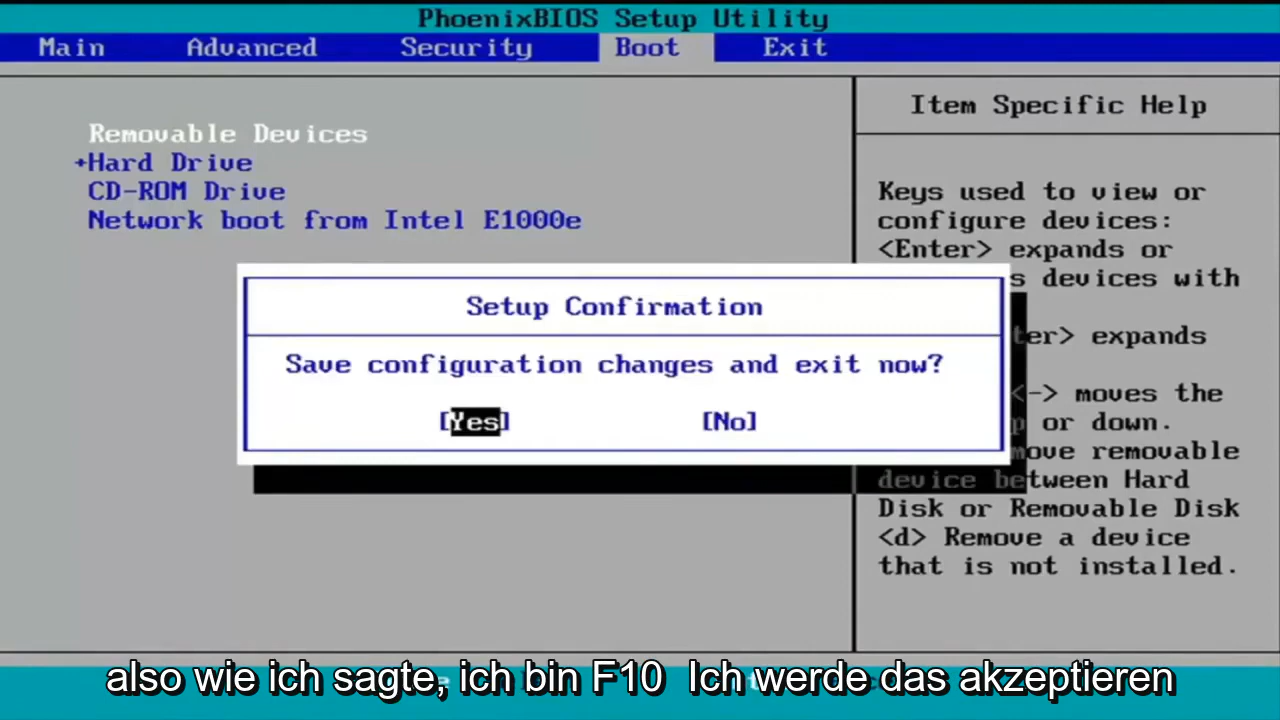 PhoenixBIOS Setup Utility
Main Advanced Security Boot Exit
Removable Devices
+Hard Drive
CD-ROM Drive
Network boot from Intel E1000e
Item Specific Help
Keys used to view or
configure devices:
<Enter> expands or
devices with
expands
<-> moves the
or down.
removable
device between Hard
Disk or Removable Disk
<d> Remove a device
that is not installed.
Setup Confirmation
Save configuration changes and exit now?
[Yes] [No]
also wie ich sagte, ich bin F10 Ich werde das akzeptieren